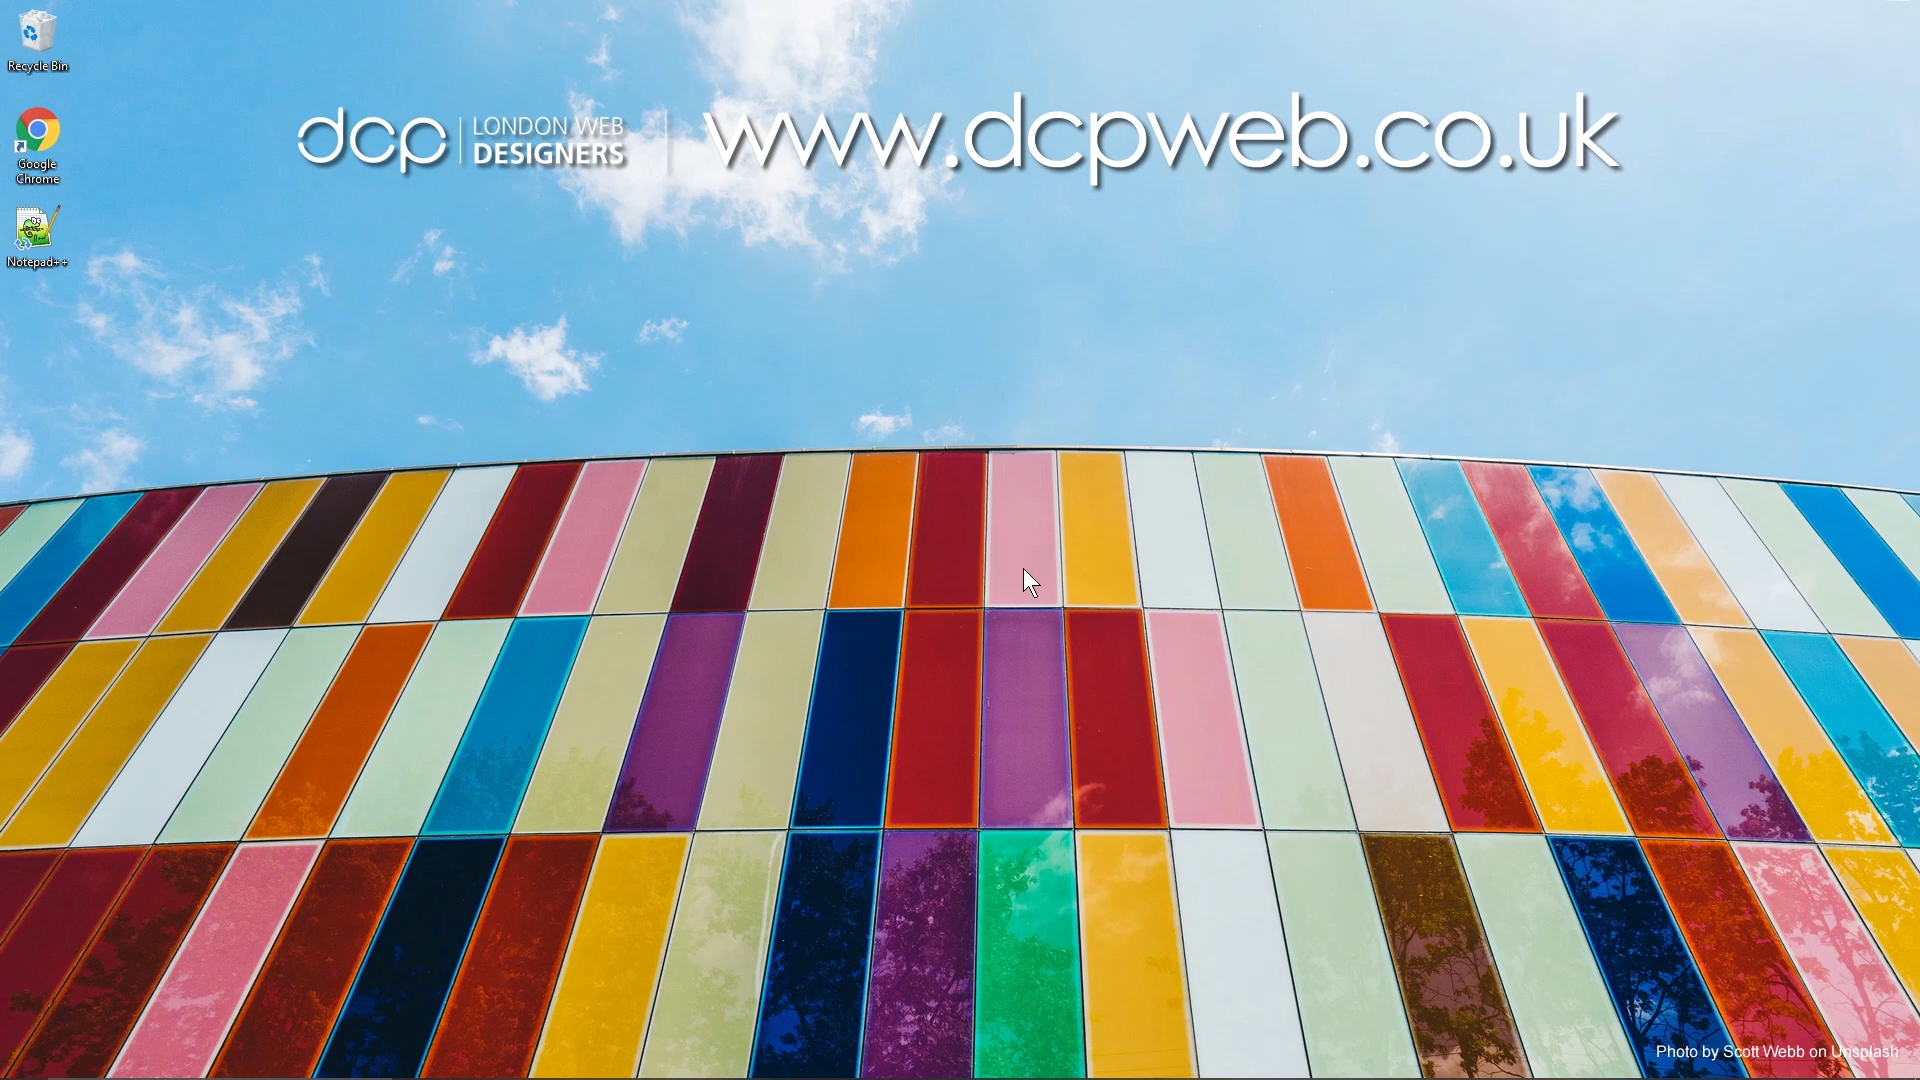 Recycle Bin
Google
Chrome
Notepad++
dcp
LONDON WEB
DESIGNERS
www.dcpweb.co.uk
Photo by Scott Webb on Unsplash